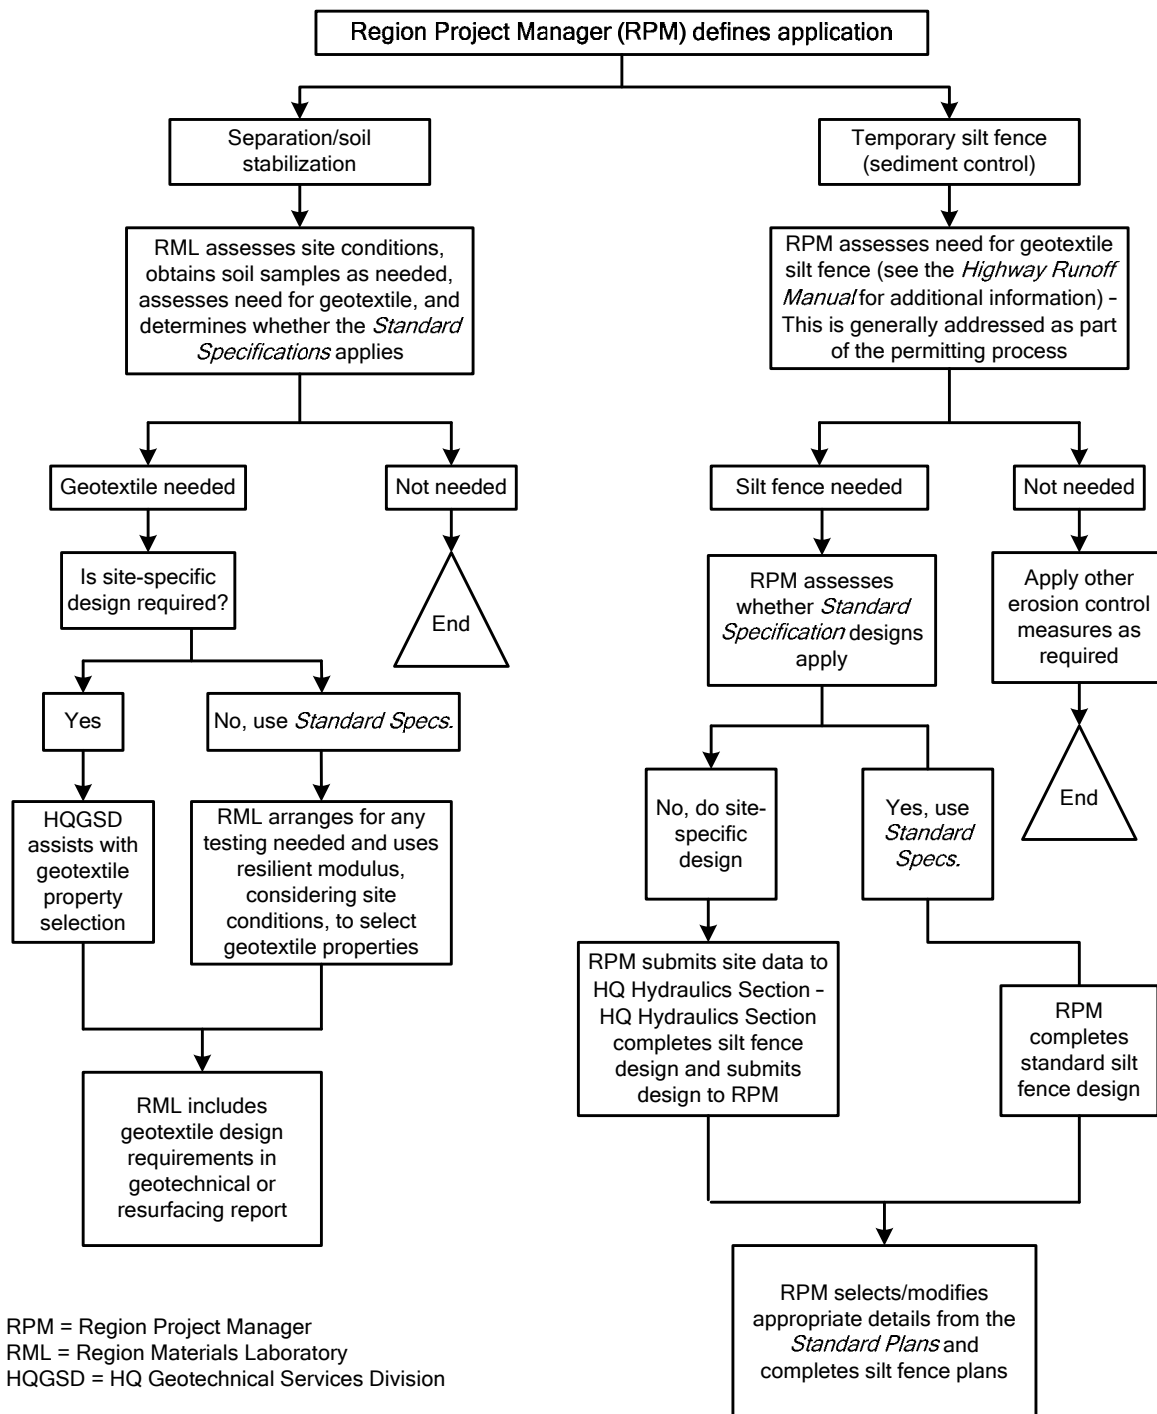 Region Project Manager (RPM) defines application
Separation/soil
stabilization
Temporary silt fence
(sediment control)
RML assesses site conditions,
obtains soil samples as needed,
assesses need for geotextile, and
determines whether the Standard
Specifications applies
RPM assesses need for geotextile
silt fence (see the Highway Runoff
Manual for additional information) –
This is generally addressed as part
of the permitting process
Geotextile needed
Not needed
Silt fence needed
Not needed
Is site-specific
design required?
End
RPM assesses
whether Standard
Specification designs
apply
Apply other
erosion control
measures as
required
Yes
No, use Standard Specs.
No, do site-
specific
design
Yes, use
Standard
Specs.
End
HQGSD
assists with
geotextile
property
selection
RML arranges for any
testing needed and uses
resilient modulus,
considering site
conditions, to select
geotextile properties
RPM submits site data to
HQ Hydraulics Section –
HQ Hydraulics Section
completes silt fence
design and submits
design to RPM
RPM
completes
standard silt
fence design
RML includes
geotextile design
requirements in
geotechnical or
resurfacing report
RPM selects/modifies
appropriate details from the
Standard Plans and
completes silt fence plans
RPM = Region Project Manager
RML = Region Materials Laboratory
HQGSD = HQ Geotechnical Services Division